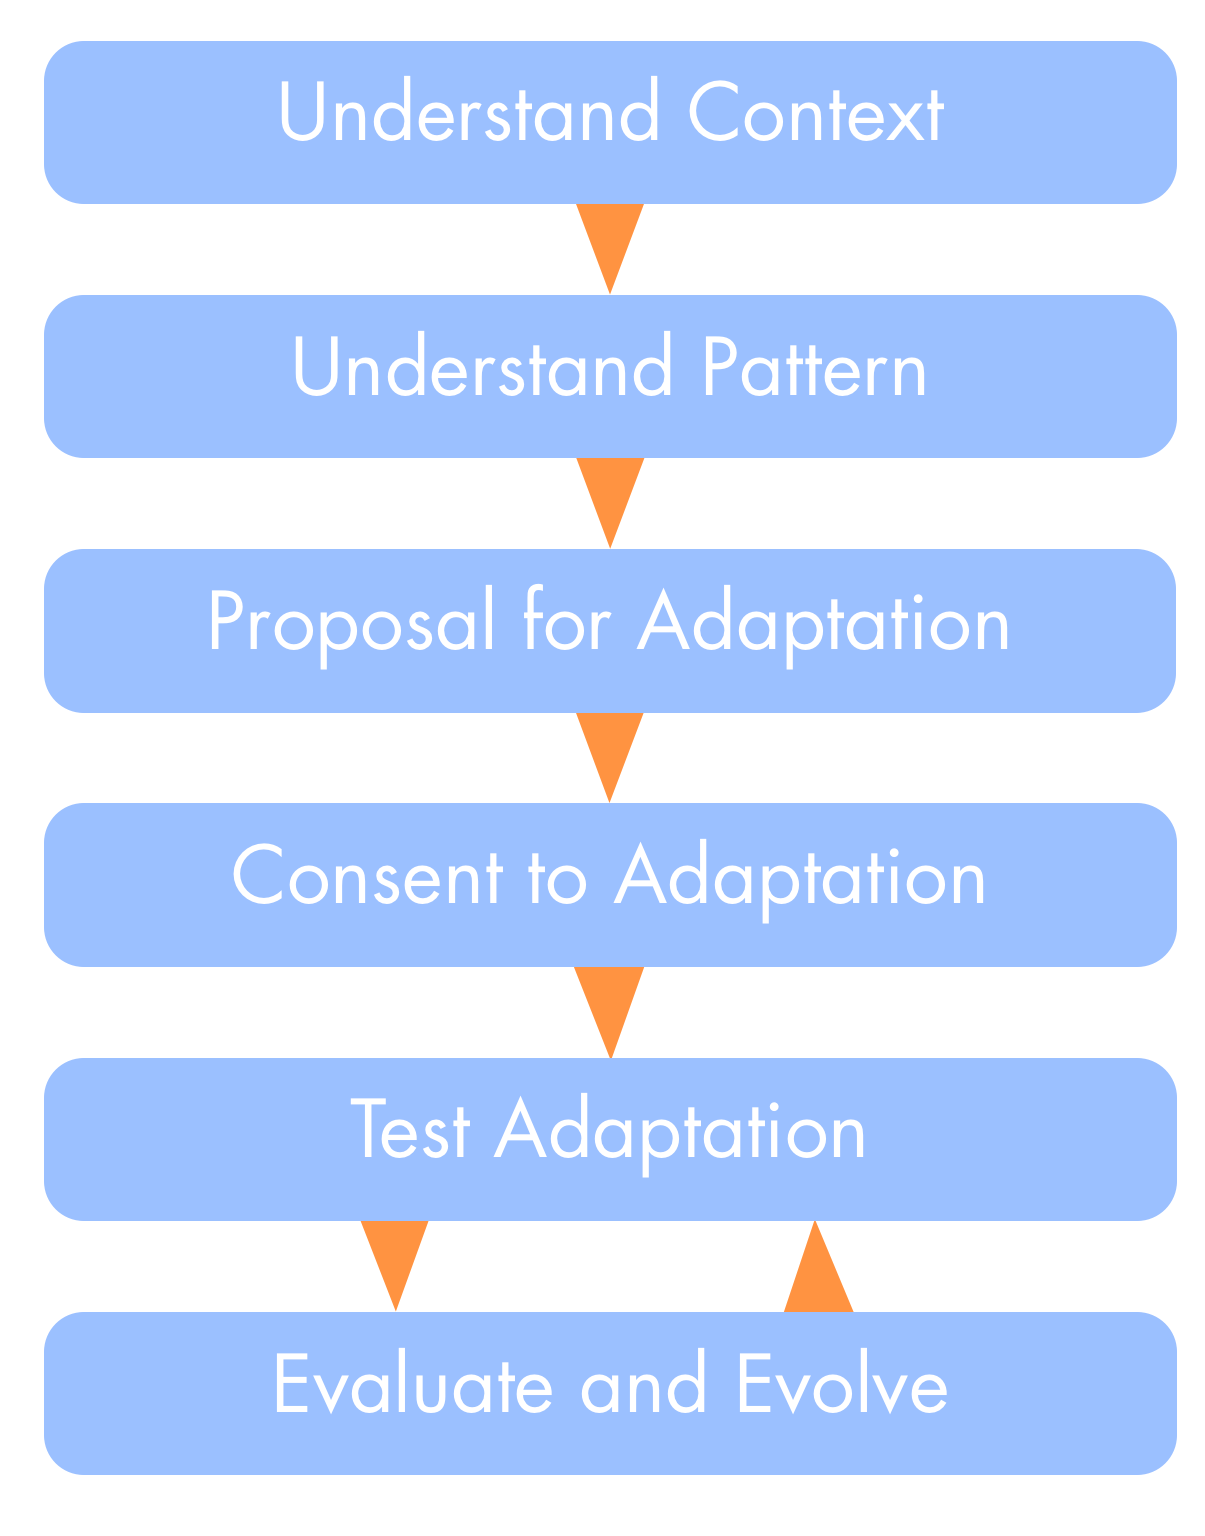 Understand Context
Understand Pattern
Proposal for Adaptation
Consent to Adaptation
Test Adaptation
Evaluate and Evolve